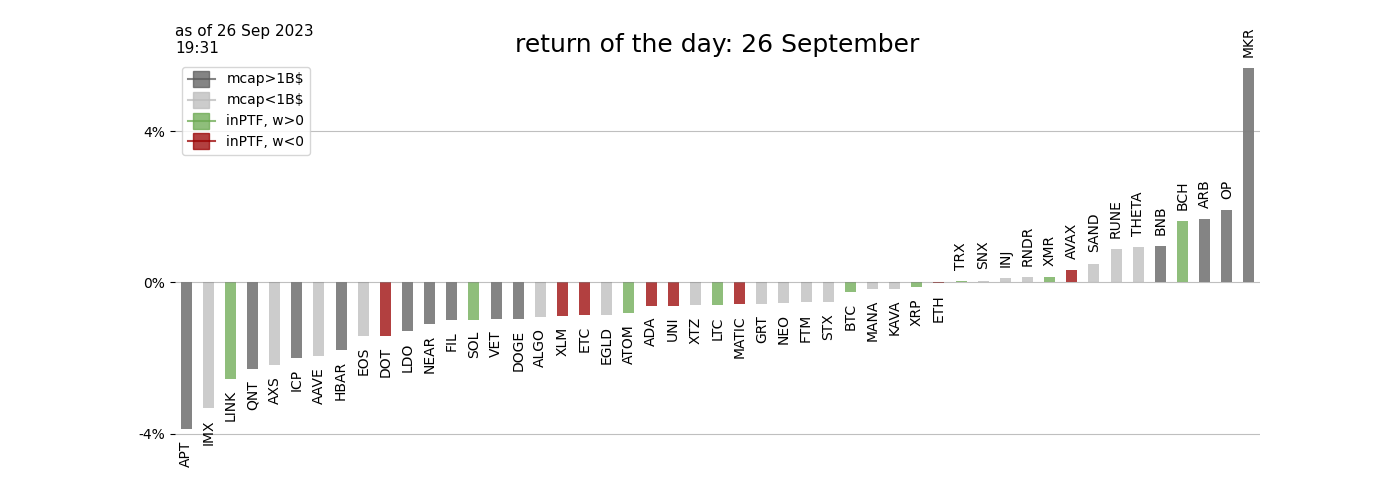 as of 26 Sep 2023
19:31
return of the day: 26 September
mcap>1B$
mcap<1B$
inPTF, w>0
inPTF, w<0
4%
0%
-4%
APT
IMX
LINK
QNT
AXS
ICP
AAVE
HBAR
EOS
DOT
LDO
NEAR
FIL
SOL
VET
DOGE
ALGO
XLM
ETC
EGLD
ATOM
ADA
UNI
XTZ
LTC
MATIC
GRT
NEO
FTM
STX
BTC
MANA
KAVA
XRP
ETH
TRX
SNX
INJ
RNDR
XMR
AVAX
SAND
RUNE
THETA
BNB
BCH
ARB
OP
MKR